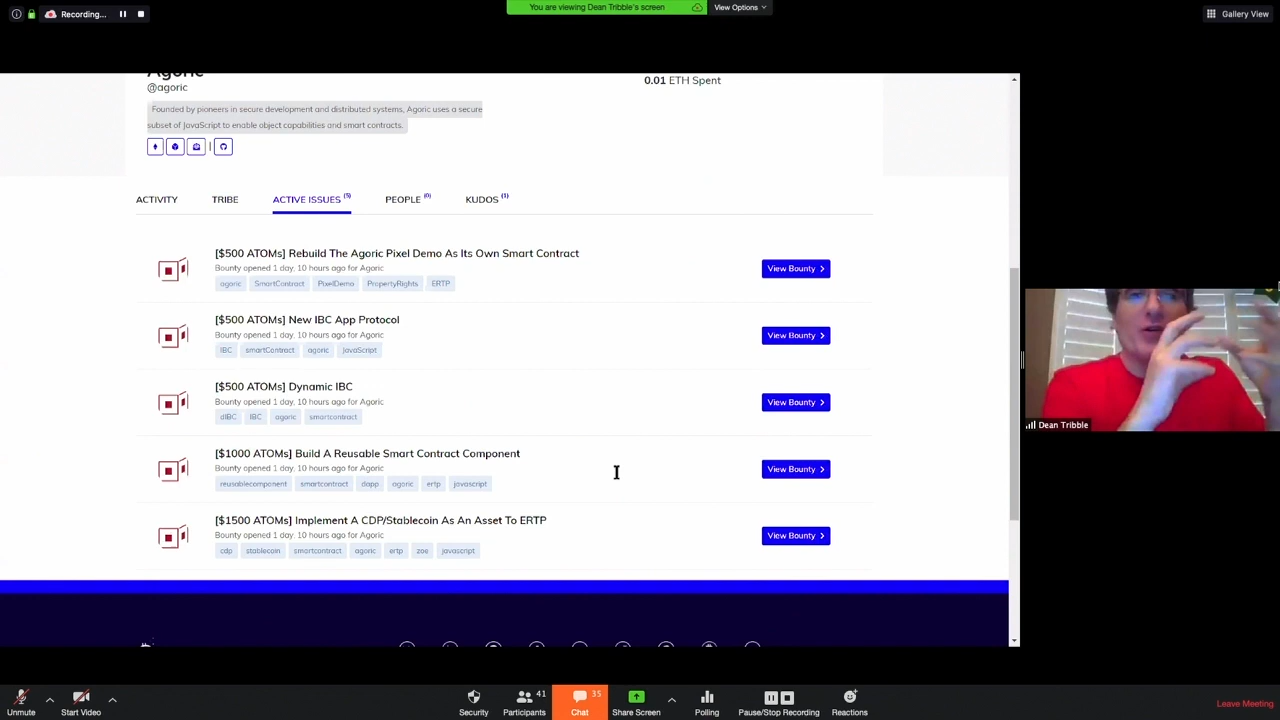 Recording...
You are viewing Dean Tribble's screen
View Options
Gallery View
Agoric
@agoric
0.01 ETH Spent
Founded by pioneers in secure development and distributed systems, Agoric uses a secure
subset of JavaScript to enable object capabilities and smart contracts.
ACTIVITY TRIBE ACTIVE ISSUES (5) PEOPLE (0) KUDOS (1)
[$500 ATOMs] Rebuild The Agoric Pixel Demo As Its Own Smart Contract
Bounty opened 1 day, 10 hours ago for Agoric
View Bounty
agoric SmartContract PixelDemo PropertyRights ERTP
[$500 ATOMs] New IBC App Protocol
Bounty opened 1 day, 10 hours ago for Agoric
View Bounty
IBC smartContract agoric JavaScript
[$500 ATOMs] Dynamic IBC
Bounty opened 1 day, 10 hours ago for Agoric
View Bounty
dIBC IBC agoric smartcontract
[$1000 ATOMs] Build A Reusable Smart Contract Component
Bounty opened 1 day, 10 hours ago for Agoric
View Bounty
reusablecomponent smartcontract dapp agoric ertp javascript
[$1500 ATOMs] Implement A CDP/Stablecoin As An Asset To ERTP
Bounty opened 1 day, 10 hours ago for Agoric
View Bounty
cdp stablecoin smartcontract agoric ertp zoe javascript
Dean Tribble
41
35
Unmute Start Video Security Participants Chat Share Screen Polling Pause/Stop Recording Reactions
Leave Meeting